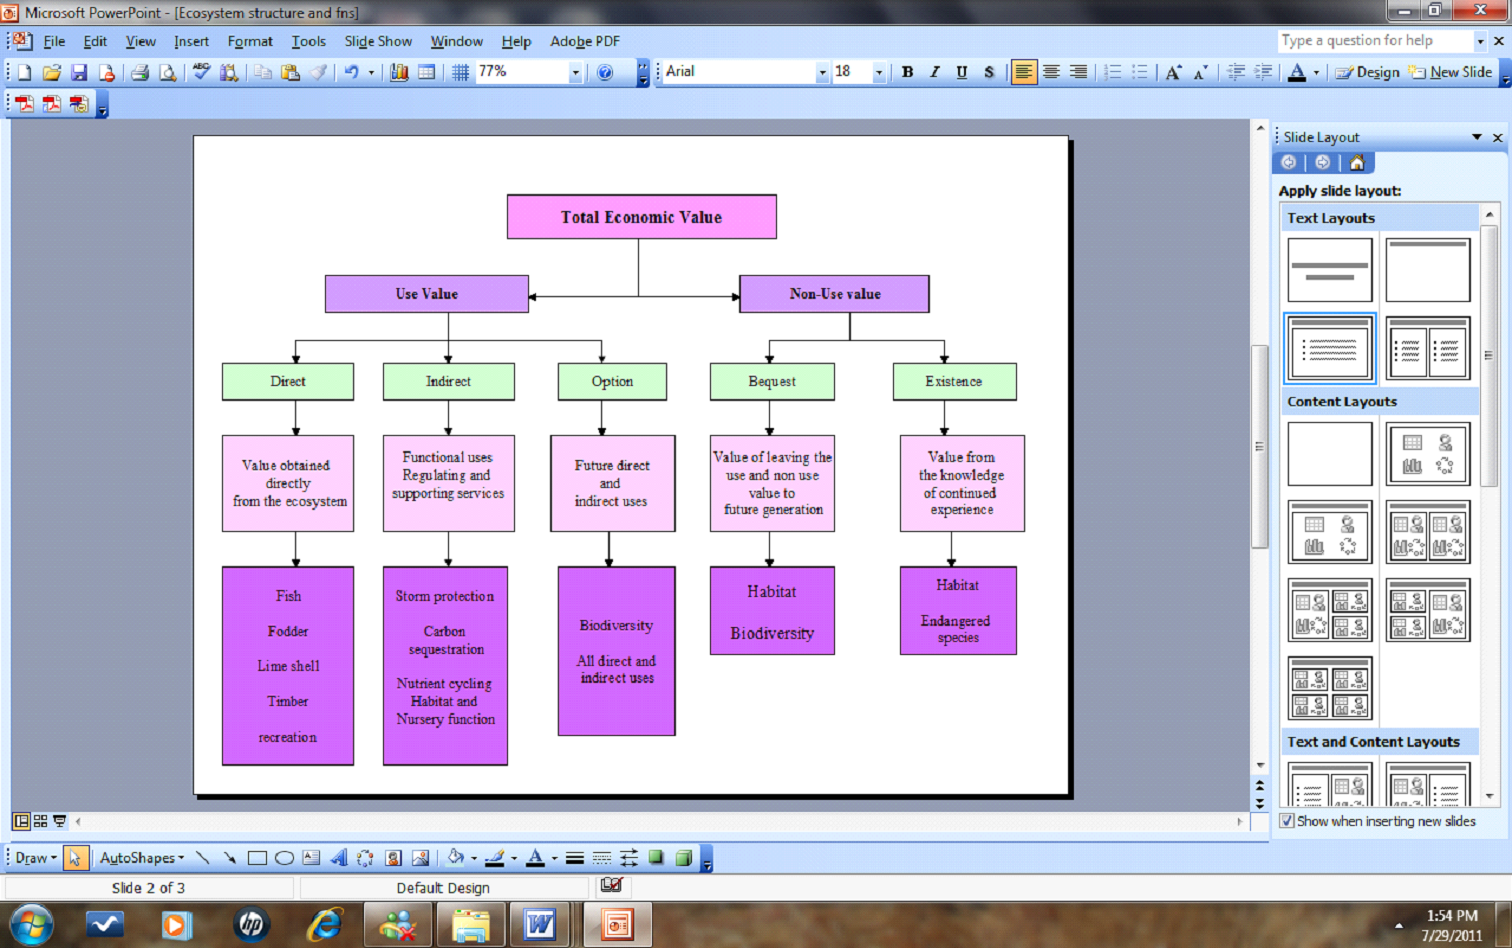 Microsoft PowerPoint - [Ecosystem structure and fns]
File Edit View Insert Format Tools Slide Show Window Help Adobe PDF
Type a question for help
77%
Arial
18
B I U S
Design
New Slide
Slide Layout
Apply slide layout:
Text Layouts
Content Layouts
Text and Content Layouts
Show when inserting new slides
Total Economic Value
Use Value
Non-Use value
Direct
Indirect
Option
Bequest
Existence
Value obtained
directly
from the ecosystem
Functional uses
Regulating and
supporting services
Future direct
and
indirect uses
Value of leaving the
use and non use
value to
future generation
Value from
the knowledge
of continued
experience
Fish
Fodder
Lime shell
Timber
recreation
Storm protection
Carbon
sequestration
Nutrient cycling
Habitat and
Nursery function
Biodiversity
All direct and
indirect uses
Habitat
Biodiversity
Habitat
Endangered
species
Draw
AutoShapes
Slide 2 of 3
Default Design
hp
1:54 PM
7/29/2011